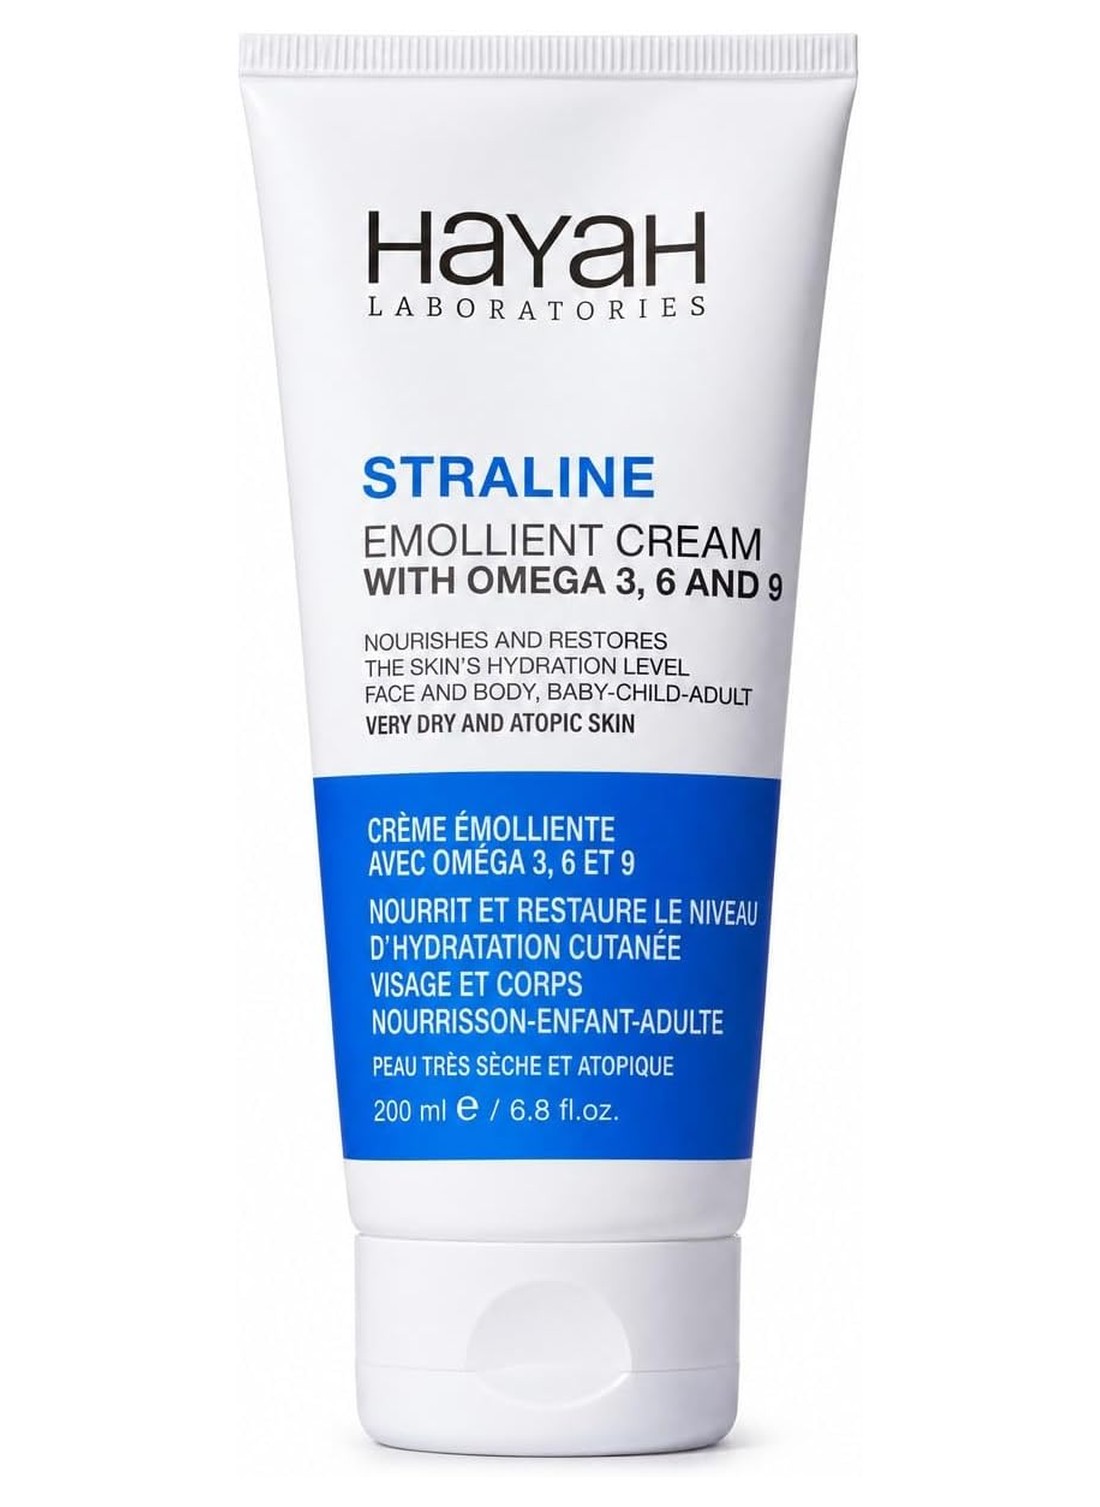 HaYaH
LABORATORIES
STRALINE
EMOLLIENT CREAM
WITH OMEGA 3, 6 AND 9
NOURISHES AND RESTORES
THE SKIN'S HYDRATION LEVEL
FACE AND BODY, BABY-CHILD-ADULT
VERY DRY AND ATOPIC SKIN
CRÈME ÉMOLLIENTE
AVEC OMÉGA 3, 6 ET 9
NOURRIT ET RESTAURE LE NIVEAU
D'HYDRATATION CUTANÉE
VISAGE ET CORPS
NOURRISSON-ENFANT-ADULTE
PEAU TRÈS SÈCHE ET ATOPIQUE
200 ml e / 6.8 fl.oz.